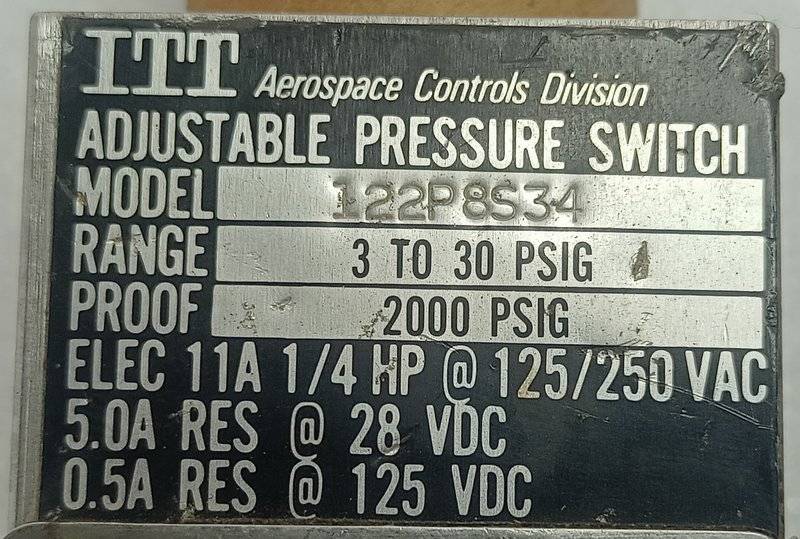 ITT Aerospace Controls Division
ADJUSTABLE PRESSURE SWITCH
MODEL 122P8S34
RANGE 3 TO 30 PSIG
PROOF 2000 PSIG
ELEC 11A 1/4 HP @ 125/250 VAC
5.0A RES @ 28 VDC
0.5A RES @ 125 VDC